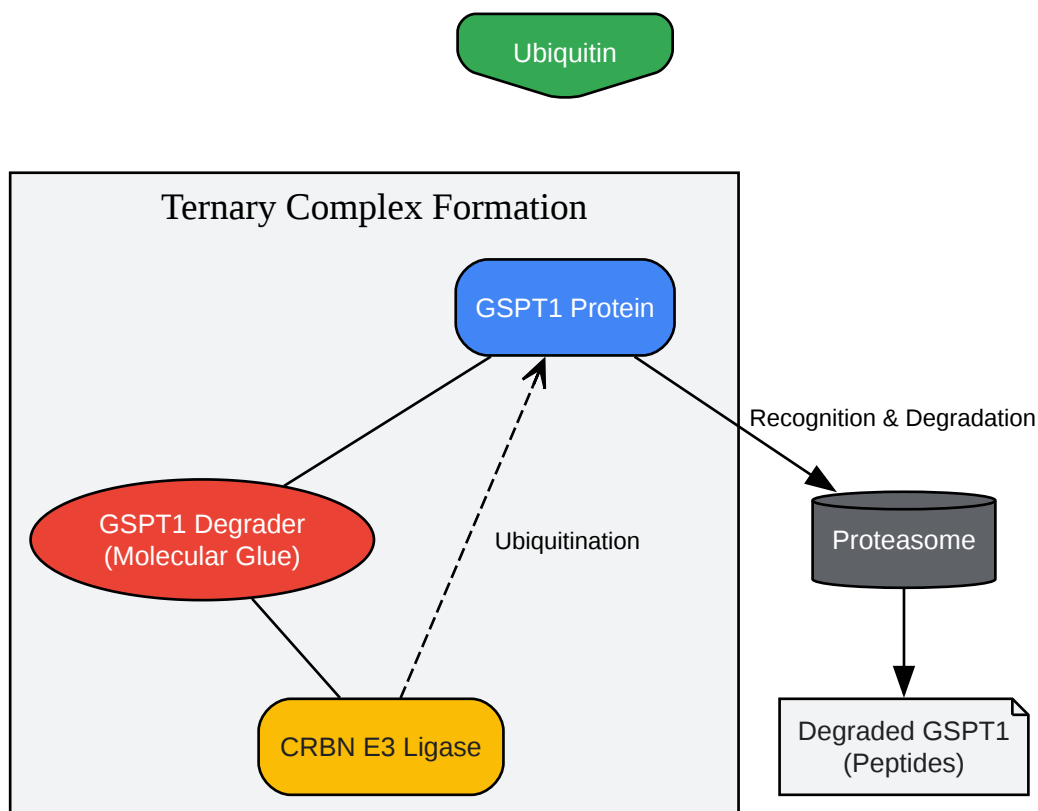 Ubiquitin
Ternary Complex Formation
GSPT1 Protein
Recognition & Degradation
GSPT1 Degrader
(Molecular Glue)
Ubiquitination
Proteasome
CRBN E3 Ligase
Degraded GSPT1
(Peptides)